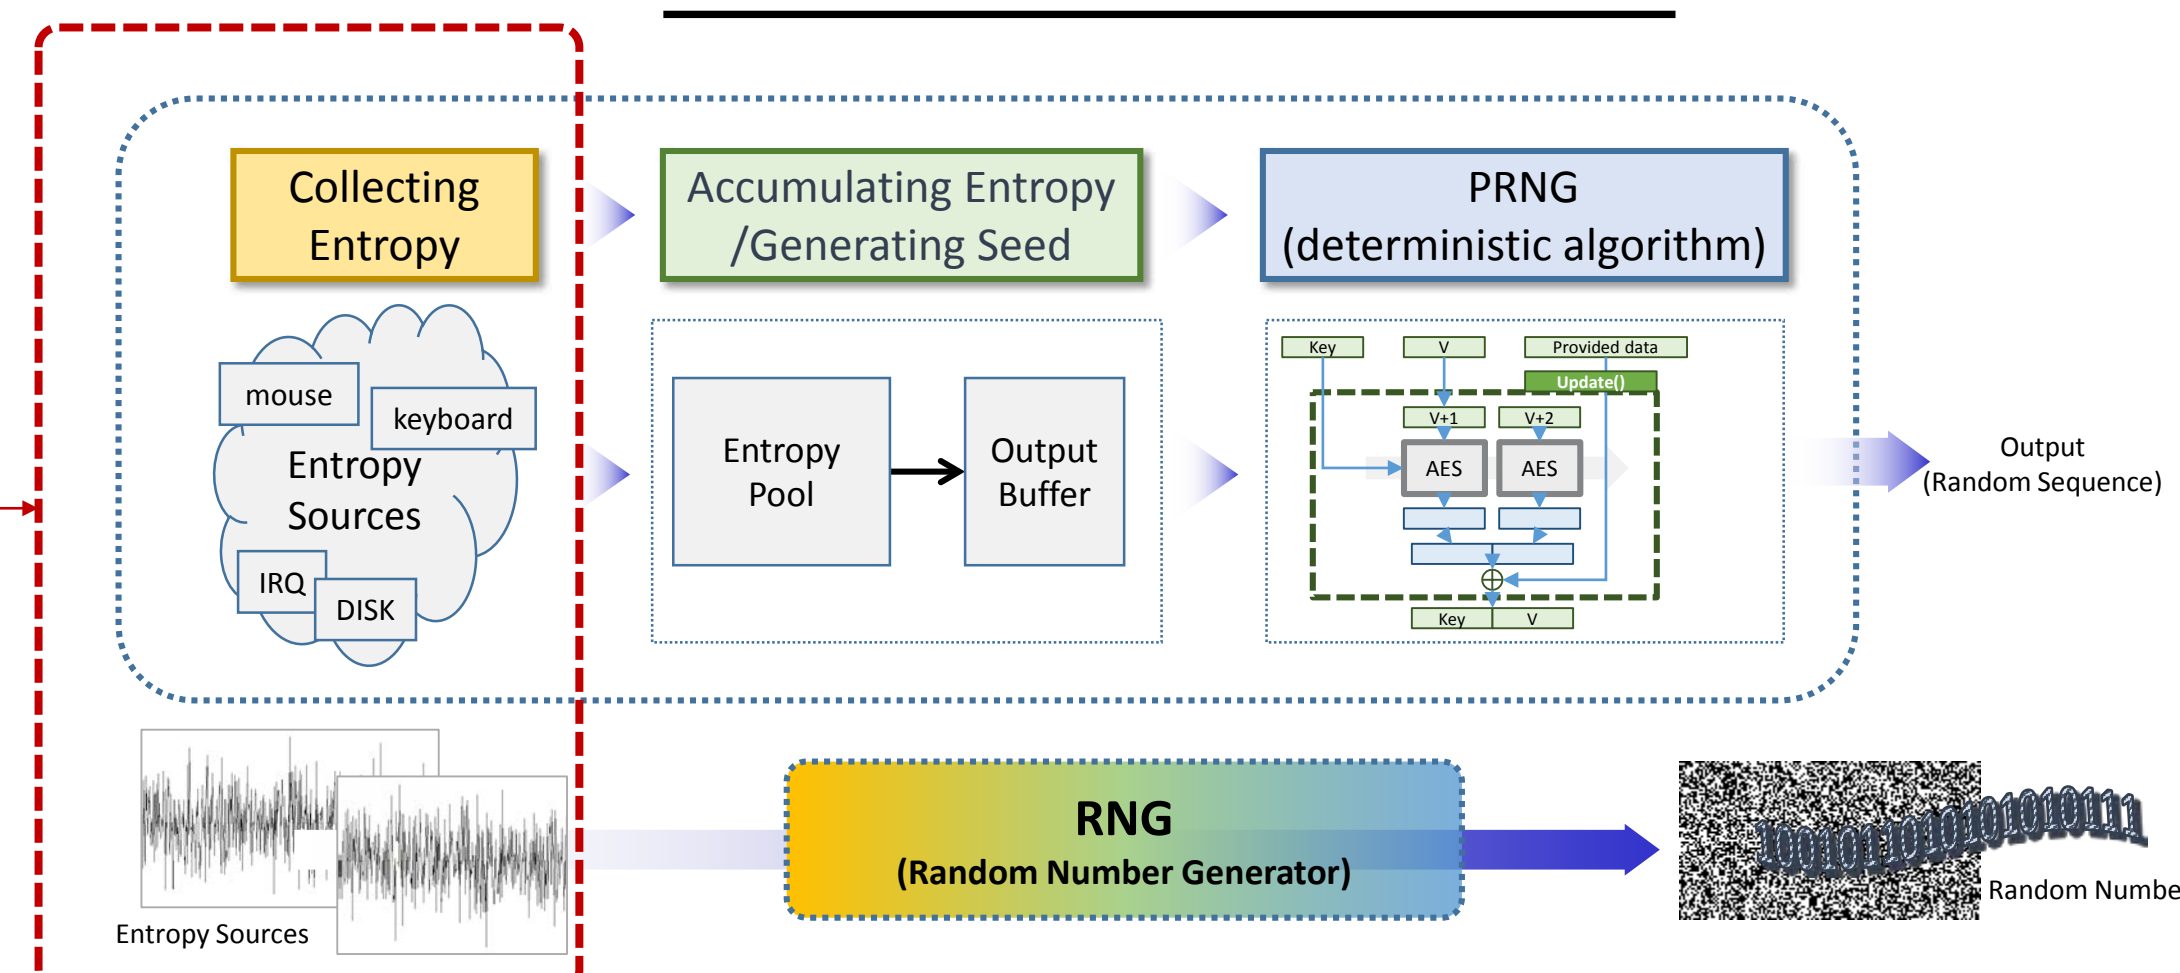 Collecting
Entropy
Accumulating Entropy
/Generating Seed
PRNG
(deterministic algorithm)
mouse
keyboard
Entropy
Sources
IRQ
DISK
Entropy
Pool
Output
Buffer
Key
V
Provided data
Update()
V+1
V+2
AES
AES
Key
V
Output
(Random Sequence)
Entropy Sources
RNG
(Random Number Generator)
Random Numbe